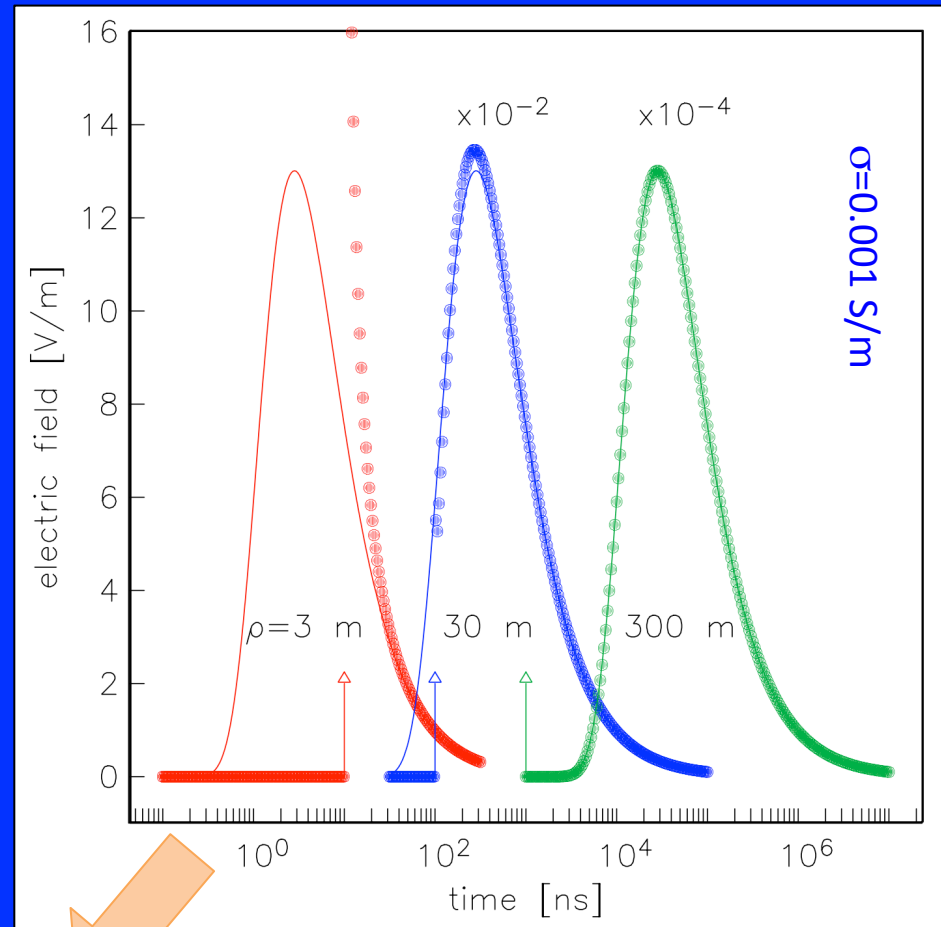 16
14
12
10
8
6
4
2
0
electric field [V/m]
x10⁻²
x10⁻⁴
σ=0.001 S/m
ρ=3 m
30 m
300 m
10⁰
10²
10⁴
10⁶
time [ns]